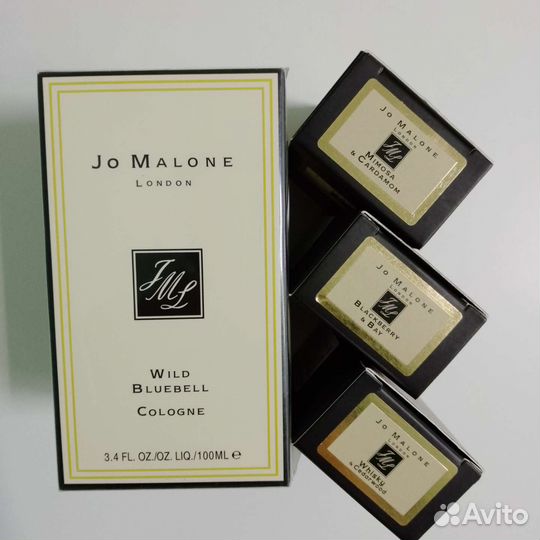 JO MALONE
LONDON
JML
WILD
BLUEBELL
COLOGNE
3.4 FL. OZ./OZ. LIQ./100ML ℮
JO MALONE
LONDON
JML
MIMOSA
& CARDAMOM
JO MALONE
LONDON
JML
BLACKBERRY
& BAY
JO MALONE
LONDON
JML
Whisky
& Cedarwood
Avito